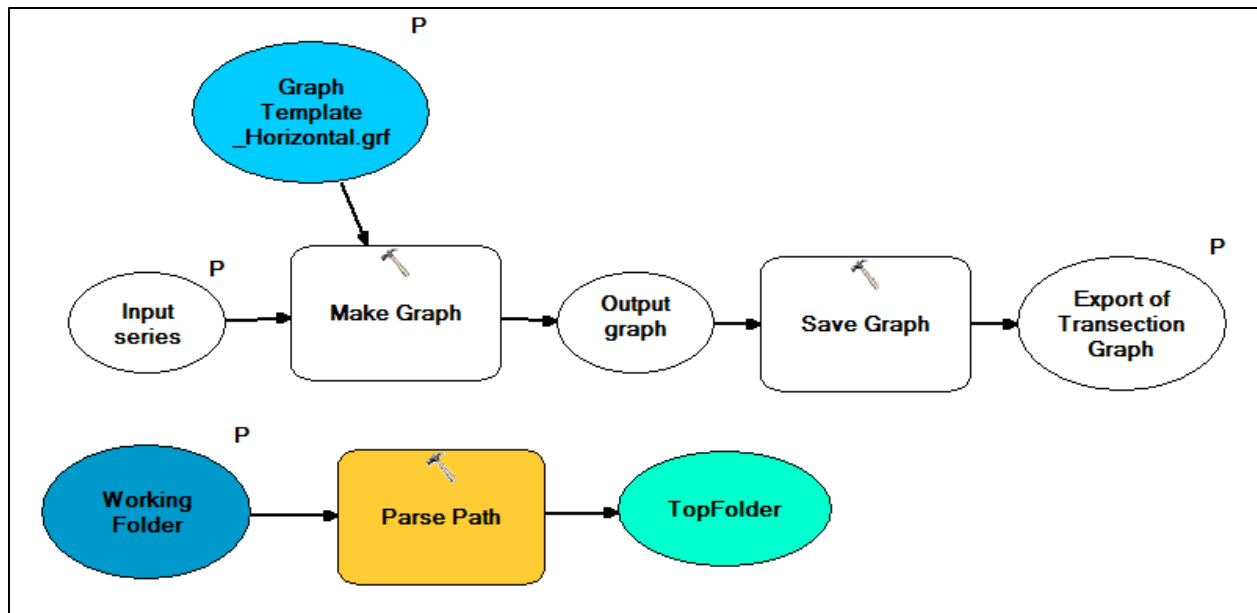 P
Graph
Template
_Horizontal.grf
P
Input
series
Make Graph
Output
graph
Save Graph
P
Export of
Transection
Graph
P
Working
Folder
Parse Path
TopFolder